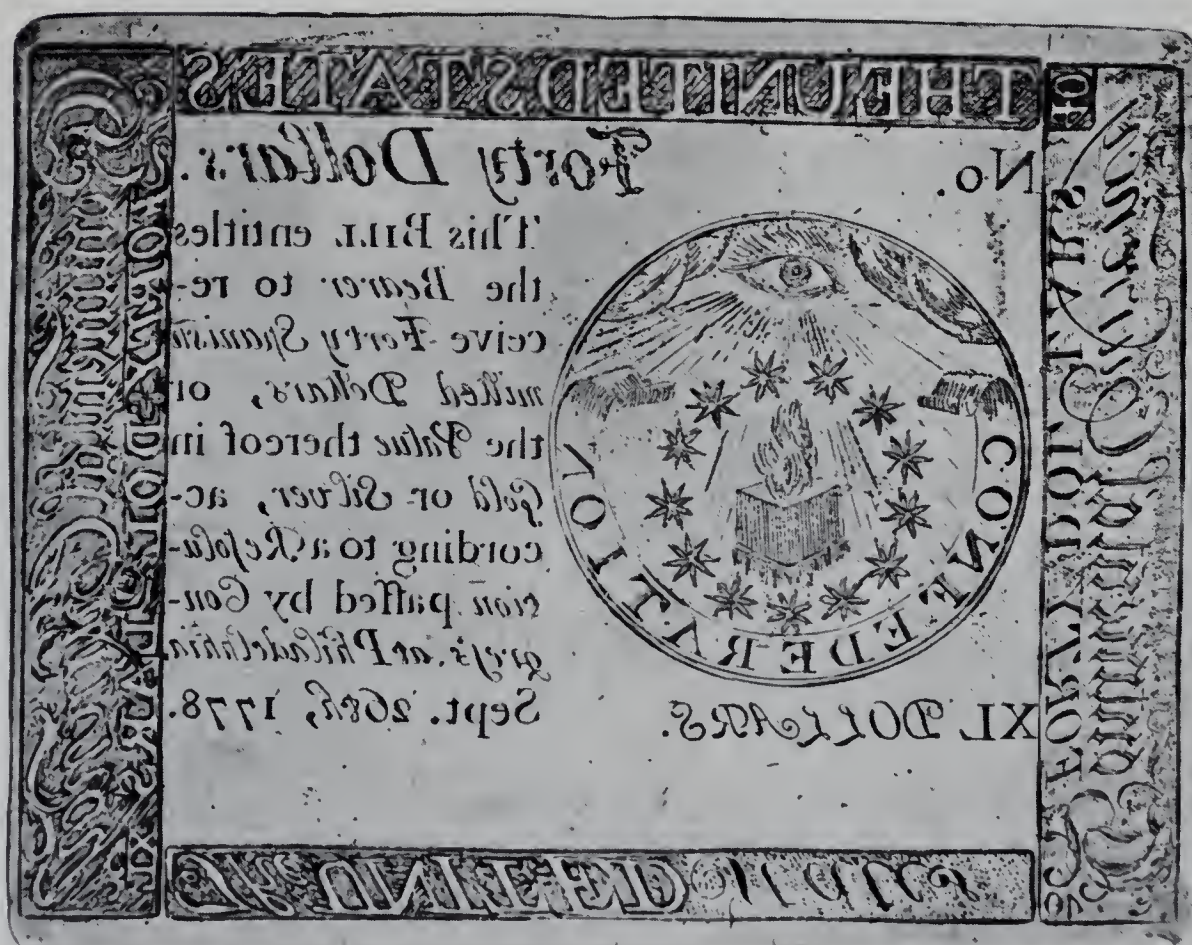 THE UNITED STATES
No.
Forty Dollars.
This BILL entitles
the Bearer to re-
ceive Forty Spanish
milled Dollars, or
the Value thereof in
Gold or Silver, ac-
cording to a Resolu-
tion passed by Con-
gress, at Philadelphia
Sept. 26th, 1778.
CONFEDERATION
XL DOLLARS.
FORTY DOLLARS